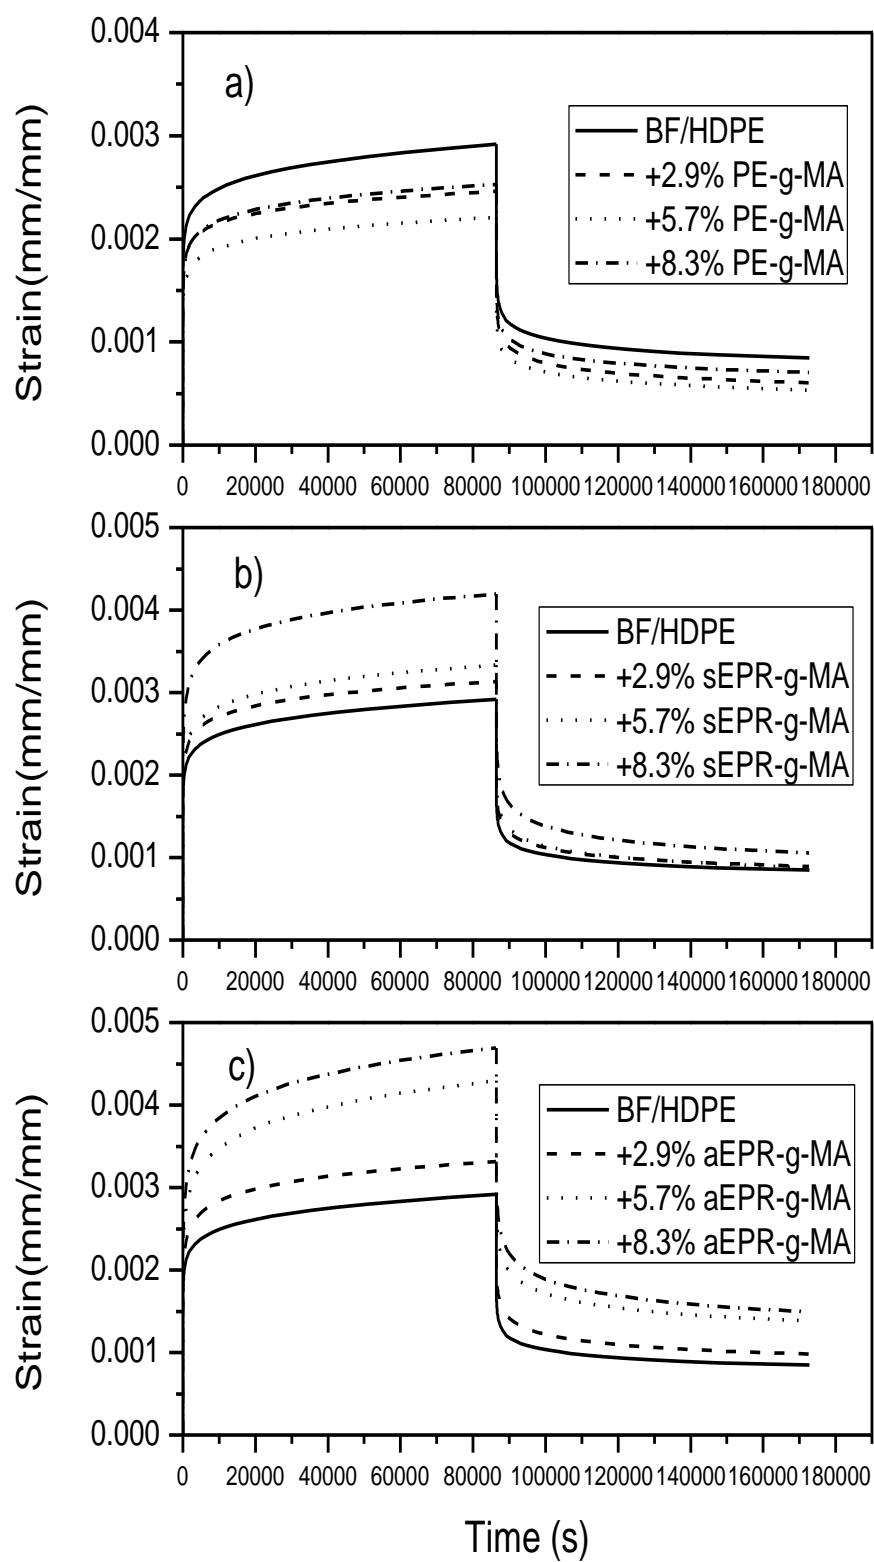 a)
Strain(mm/mm)
0.004
0.003
0.002
0.001
0.000
BF/HDPE
+2.9% PE-g-MA
+5.7% PE-g-MA
+8.3% PE-g-MA
0 20000 40000 60000 80000 100000 120000 140000 160000 180000
b)
Strain(mm/mm)
0.005
0.004
0.003
0.002
0.001
0.000
BF/HDPE
+2.9% sEPR-g-MA
+5.7% sEPR-g-MA
+8.3% sEPR-g-MA
0 20000 40000 60000 80000 100000 120000 140000 160000 180000
c)
Strain(mm/mm)
0.005
0.004
0.003
0.002
0.001
0.000
BF/HDPE
+2.9% aEPR-g-MA
+5.7% aEPR-g-MA
+8.3% aEPR-g-MA
0 20000 40000 60000 80000 100000 120000 140000 160000 180000
Time (s)